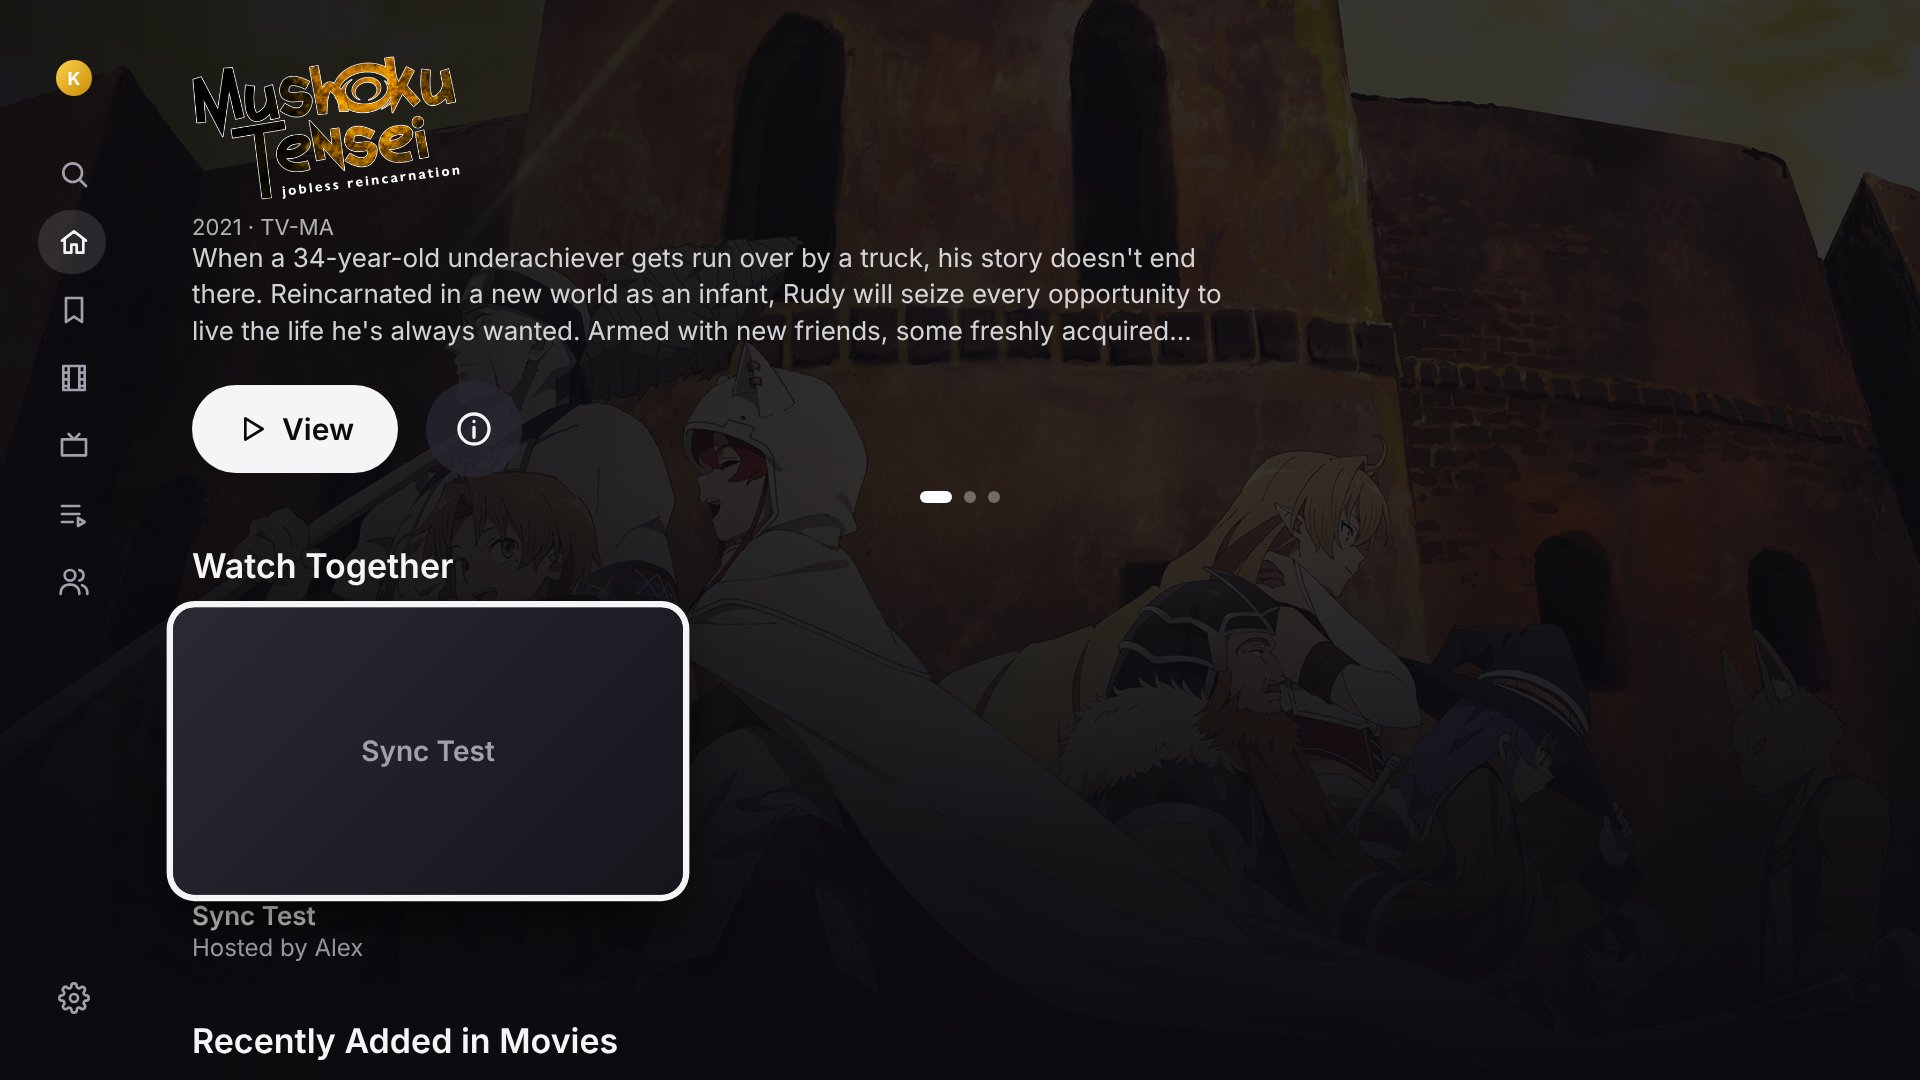 K
Mushoku
Tensei
jobless reincarnation
2021 · TV-MA
When a 34-year-old underachiever gets run over by a truck, his story doesn't end
there. Reincarnated in a new world as an infant, Rudy will seize every opportunity to
live the life he's always wanted. Armed with new friends, some freshly acquired...
View
Watch Together
Sync Test
Sync Test
Hosted by Alex
Recently Added in Movies